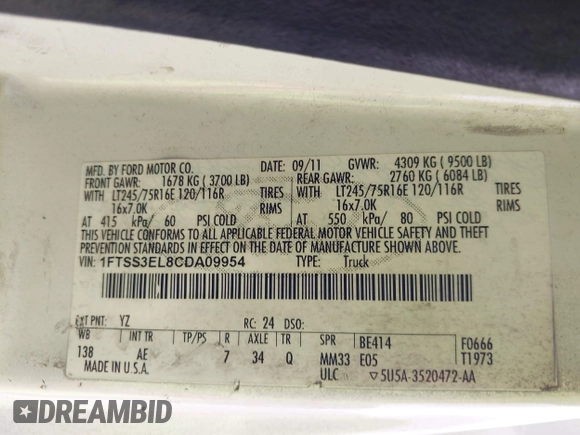 MFD. BY FORD MOTOR CO. DATE: 09/11 GVWR: 4309 KG ( 9500 LB)
FRONT GAWR: 1678 KG ( 3700 LB) REAR GAWR: 2760 KG ( 6084 LB)
WITH LT245/75R16E 120/116R TIRES WITH LT245/75R16E 120/116R TIRES
16x7.0K RIMS 16x7.0K RIMS
AT 415 kPa/ 60 PSI COLD AT 550 kPa/ 80 PSI COLD
THIS VEHICLE CONFORMS TO ALL APPLICABLE FEDERAL MOTOR VEHICLE SAFETY AND THEFT
PREVENTION STANDARDS IN EFFECT ON THE DATE OF MANUFACTURE SHOWN ABOVE.
VIN: 1FTSS3EL8CDA09954 TYPE: Truck
EXT PNT: YZ RC: 24 DSO:
WB INT TR TP/PS R AXLE TR SPR BE414 F0666
138 AE 7 34 Q MM33 E05 T1973
MADE IN U.S.A. ULC ▽5U5A-3520472-AA
DREAMBID